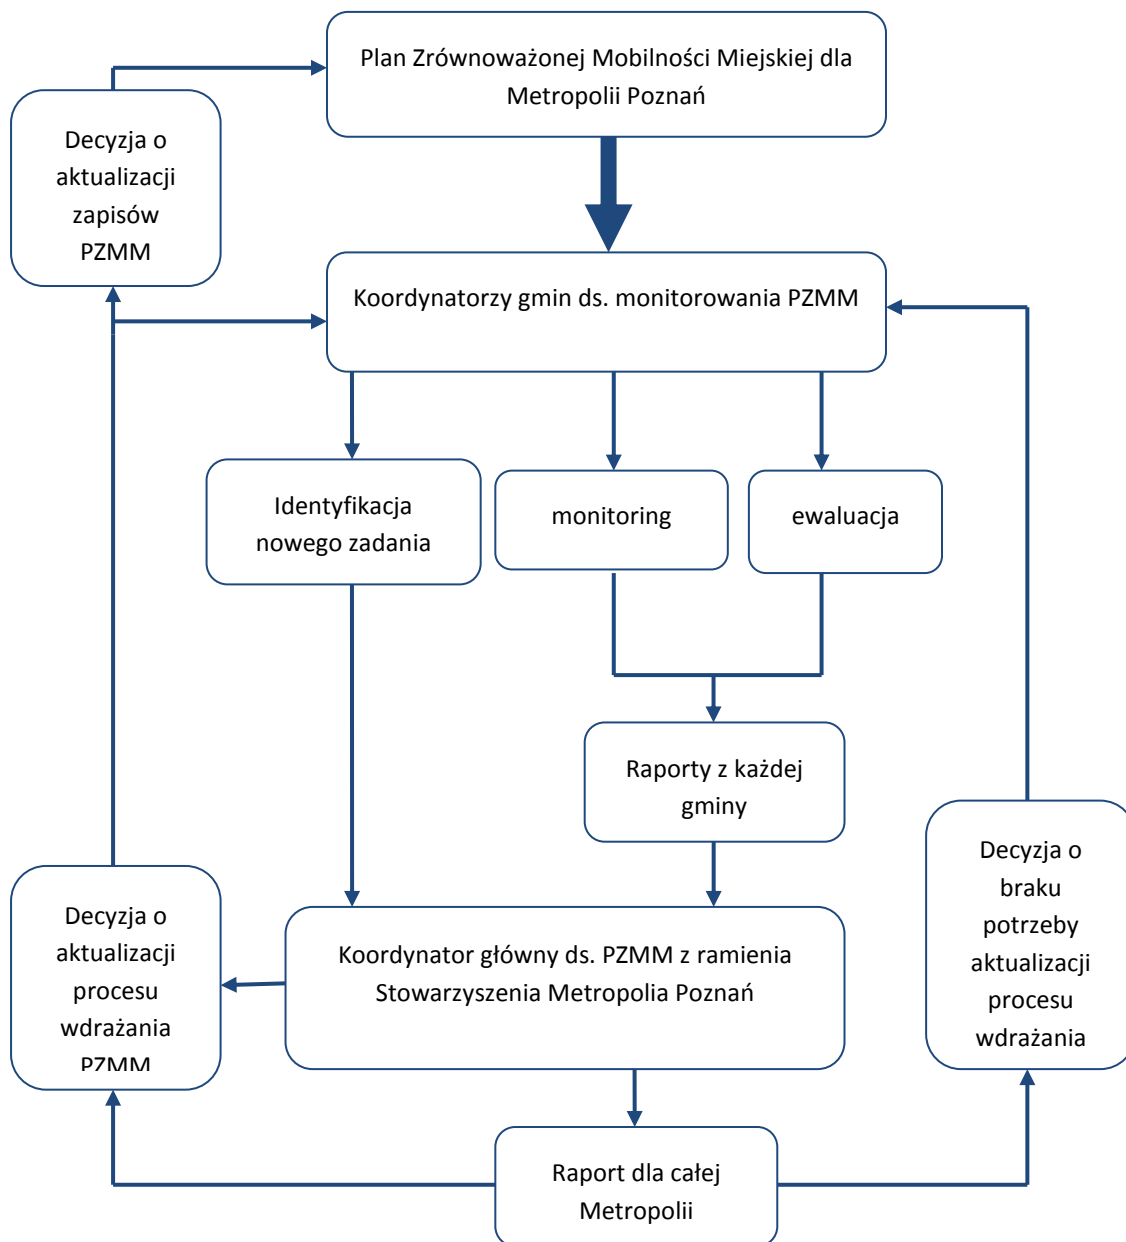 Plan Zrównoważonej Mobilności Miejskiej dla
Metropolii Poznań
Decyzja o
aktualizacji
zapisów
PZMM
Koordynatorzy gmin ds. monitorowania PZMM
Identyfikacja
nowego zadania
monitoring
ewaluacja
Raporty z każdej
gminy
Decyzja o
braku
potrzeby
aktualizacji
procesu
wdrażania
Decyzja o
aktualizacji
procesu
wdrażania
PZMM
Koordynator główny ds. PZMM z ramienia
Stowarzyszenia Metropolia Poznań
Raport dla całej
Metropolii